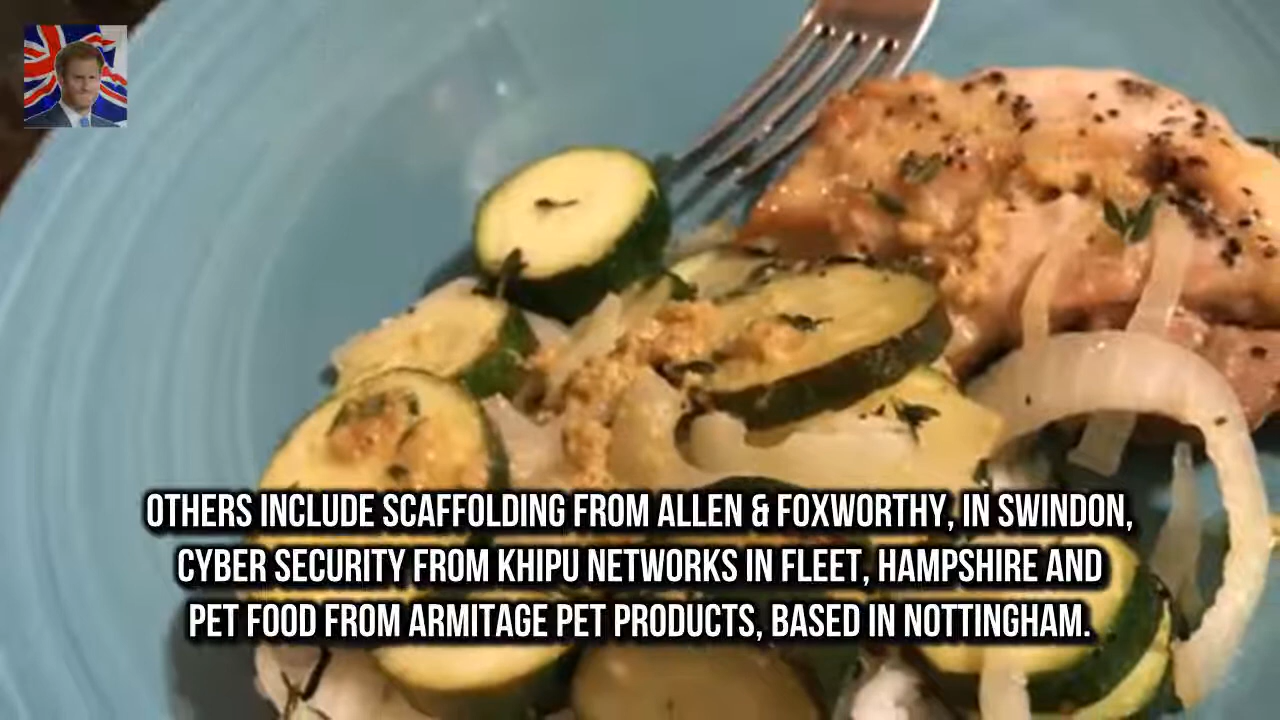 OTHERS INCLUDE SCAFFOLDING FROM ALLEN & FOXWORTHY, IN SWINDON,
CYBER SECURITY FROM KHIPU NETWORKS IN FLEET, HAMPSHIRE AND
PET FOOD FROM ARMITAGE PET PRODUCTS, BASED IN NOTTINGHAM.